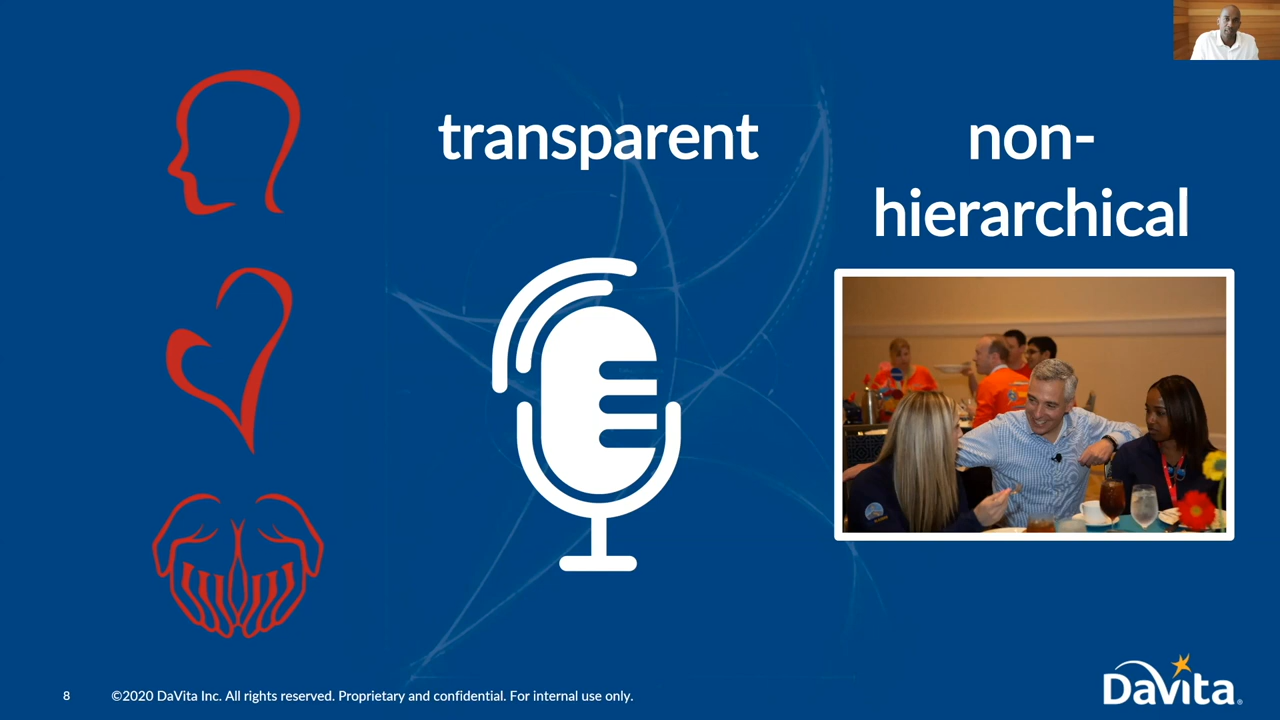 transparent
non-
hierarchical
8
©2020 DaVita Inc. All rights reserved. Proprietary and confidential. For internal use only.
DaVita®